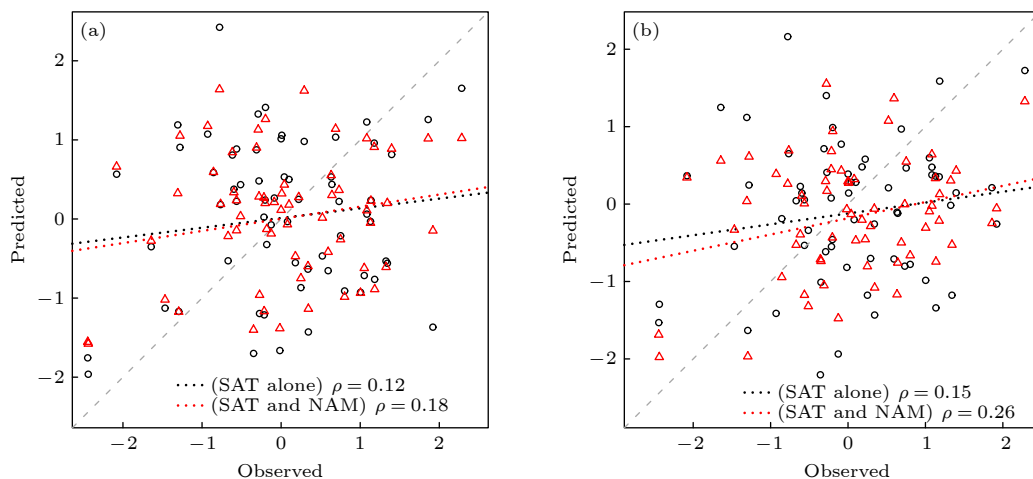 (a)
Predicted
2
1
0
−1
−2
(SAT alone) ρ = 0.12
(SAT and NAM) ρ = 0.18
−2
−1
0
1
2
Observed
(b)
Predicted
2
1
0
−1
−2
(SAT alone) ρ = 0.15
(SAT and NAM) ρ = 0.26
−2
−1
0
1
2
Observed